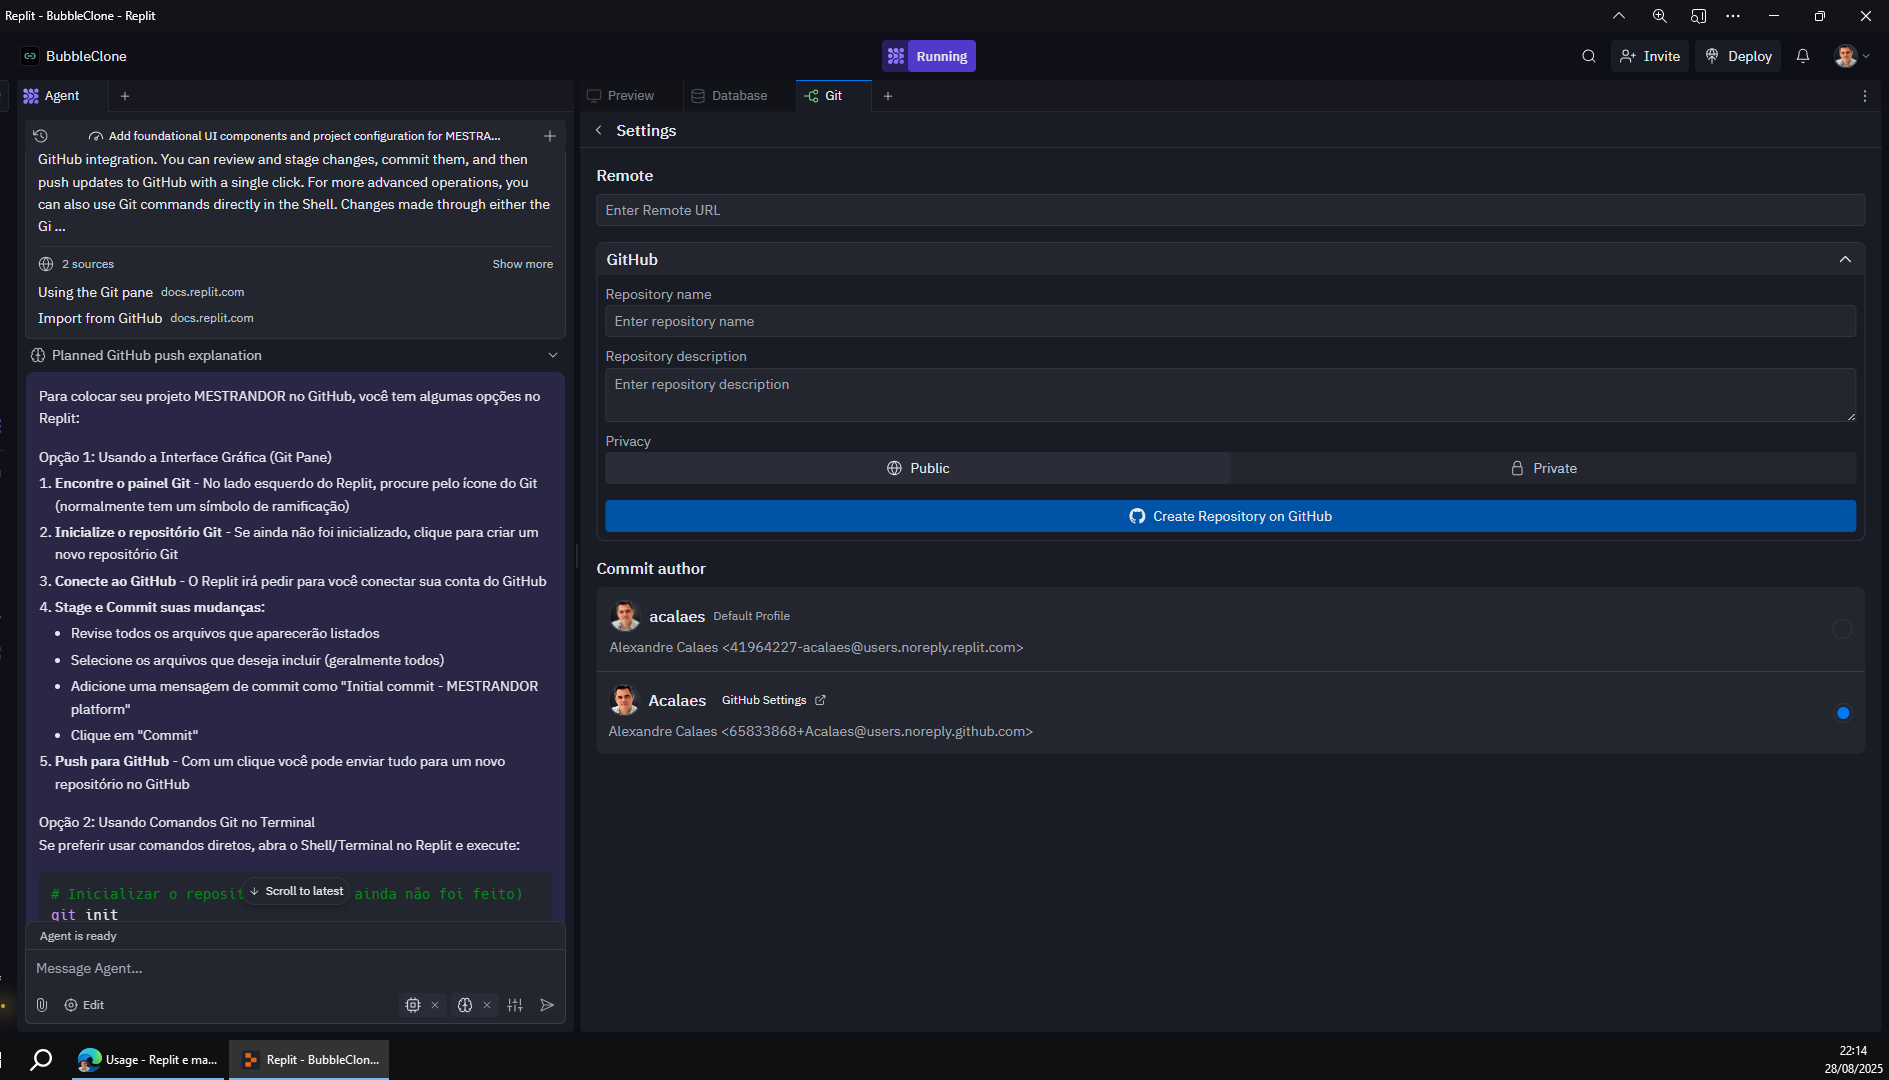 Replit - BubbleClone - Replit
BubbleClone
Running
Invite
Deploy
Agent
Preview
Database
Git
Add foundational UI components and project configuration for MESTRA...
GitHub integration. You can review and stage changes, commit them, and then
push updates to GitHub with a single click. For more advanced operations, you
can also use Git commands directly in the Shell. Changes made through either the
Gi ...
2 sources
Show more
Using the Git pane docs.replit.com
Import from GitHub docs.replit.com
Planned GitHub push explanation
Para colocar seu projeto MESTRANDOR no GitHub, você tem algumas opções no
Replit:
Opção 1: Usando a Interface Gráfica (Git Pane)
1. Encontre o painel Git - No lado esquerdo do Replit, procure pelo ícone do Git
(normalmente tem um símbolo de ramificação)
2. Inicialize o repositório Git - Se ainda não foi inicializado, clique para criar um
novo repositório Git
3. Conecte ao GitHub - O Replit irá pedir para você conectar sua conta do GitHub
4. Stage e Commit suas mudanças:
• Revise todos os arquivos que aparecerão listados
• Selecione os arquivos que deseja incluir (geralmente todos)
• Adicione uma mensagem de commit como "Initial commit - MESTRANDOR
platform"
• Clique em "Commit"
5. Push para GitHub - Com um clique você pode enviar tudo para um novo
repositório no GitHub
Opção 2: Usando Comandos Git no Terminal
Se preferir usar comandos diretos, abra o Shell/Terminal no Replit e execute:
# Inicializar o reposit
Scroll to latest
ainda não foi feito)
git init
Agent is ready
Message Agent...
Edit
Settings
Remote
Enter Remote URL
GitHub
Repository name
Enter repository name
Repository description
Enter repository description
Privacy
Public
Private
Create Repository on GitHub
Commit author
acalaes Default Profile
Alexandre Calaes <41964227-acalaes@users.noreply.replit.com>
Acalaes GitHub Settings
Alexandre Calaes <65833868+Acalaes@users.noreply.github.com>
Usage - Replit e ma...
Replit - BubbleClon...
22:14
28/08/2025